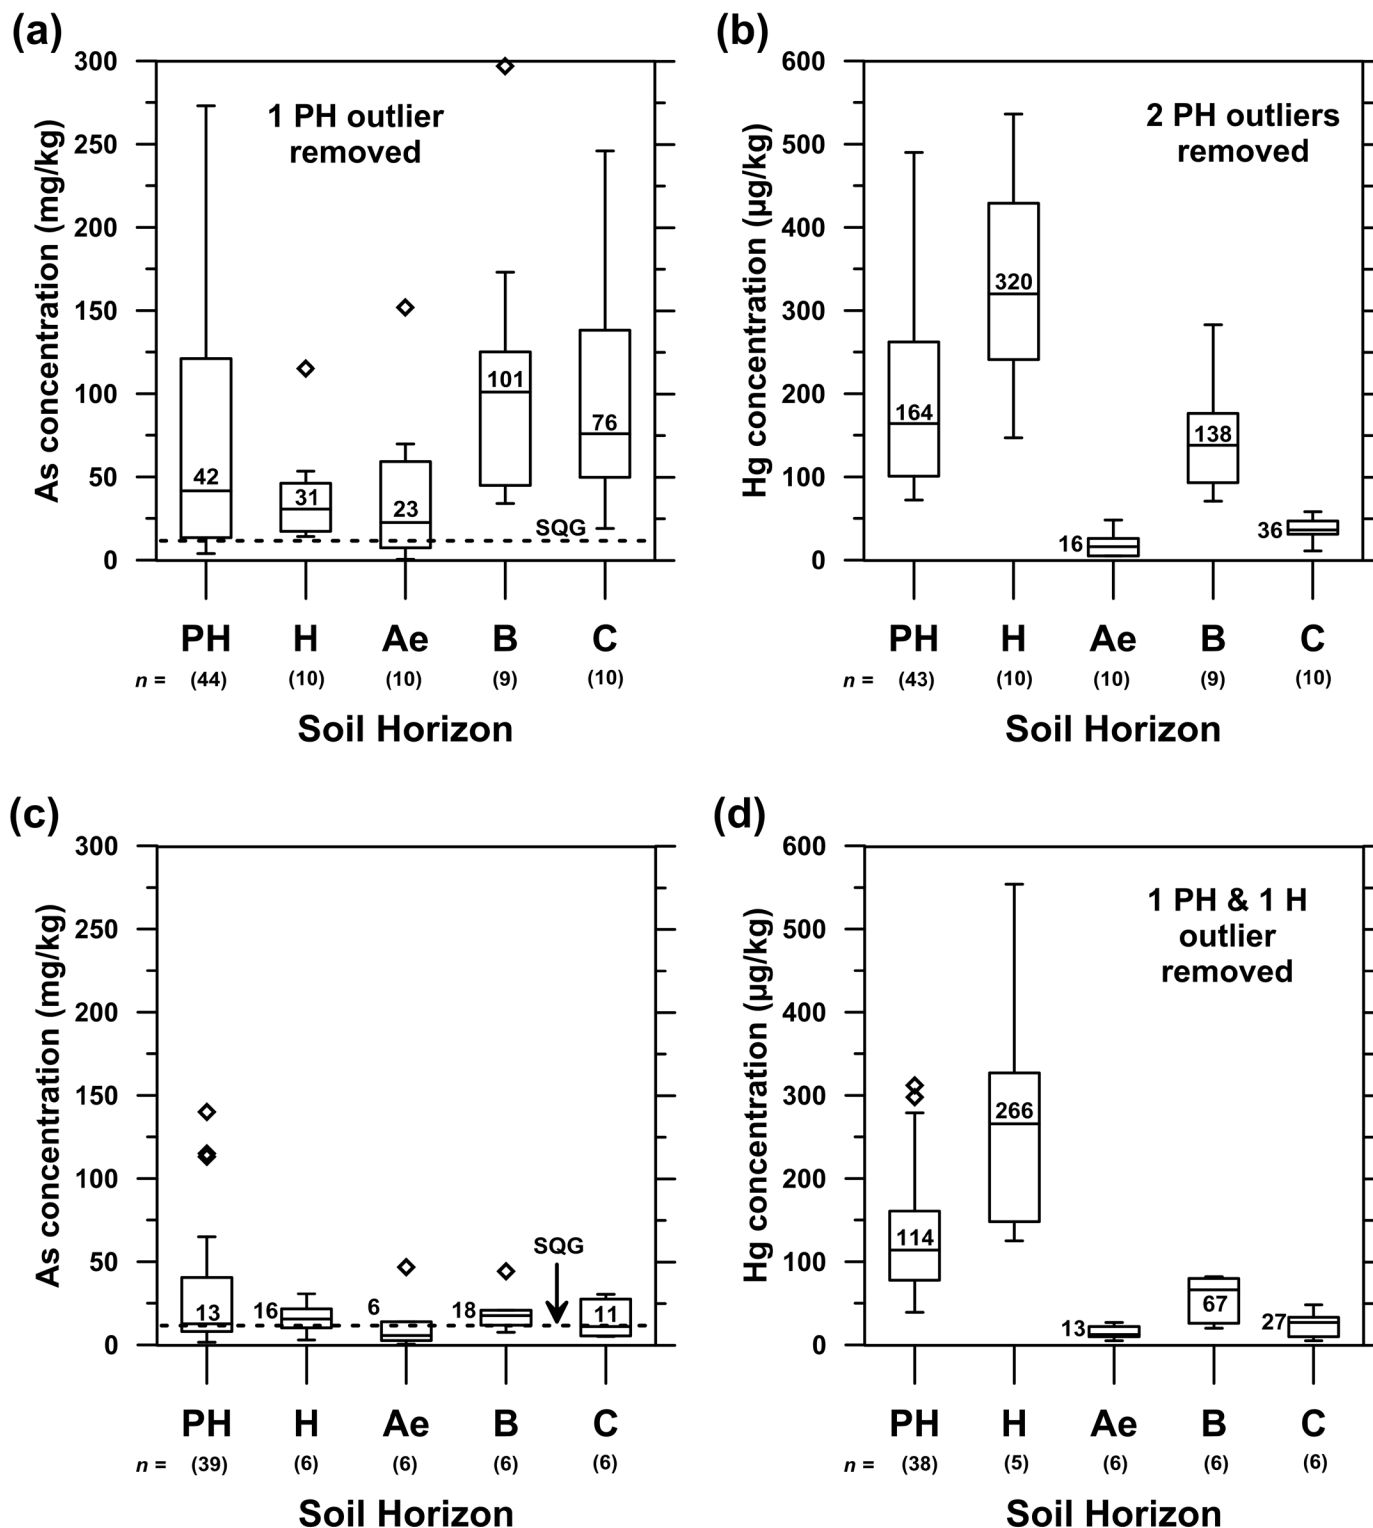 (a)
As concentration (mg/kg)
300
250
200
150
100
50
0
1 PH outlier
removed
42
31
23
101
76
SQG
PH H Ae B C
n = (44) (10) (10) (9) (10)
Soil Horizon
(b)
Hg concentration (µg/kg)
600
500
400
300
200
100
0
2 PH outliers
removed
164
320
16
138
36
PH H Ae B C
n = (43) (10) (10) (9) (10)
Soil Horizon
(c)
As concentration (mg/kg)
300
250
200
150
100
50
0
13
16
6
18
SQG
11
PH H Ae B C
n = (39) (6) (6) (6) (6)
Soil Horizon
(d)
Hg concentration (µg/kg)
600
500
400
300
200
100
0
1 PH & 1 H
outlier
removed
114
266
13
67
27
PH H Ae B C
n = (38) (5) (6) (6) (6)
Soil Horizon